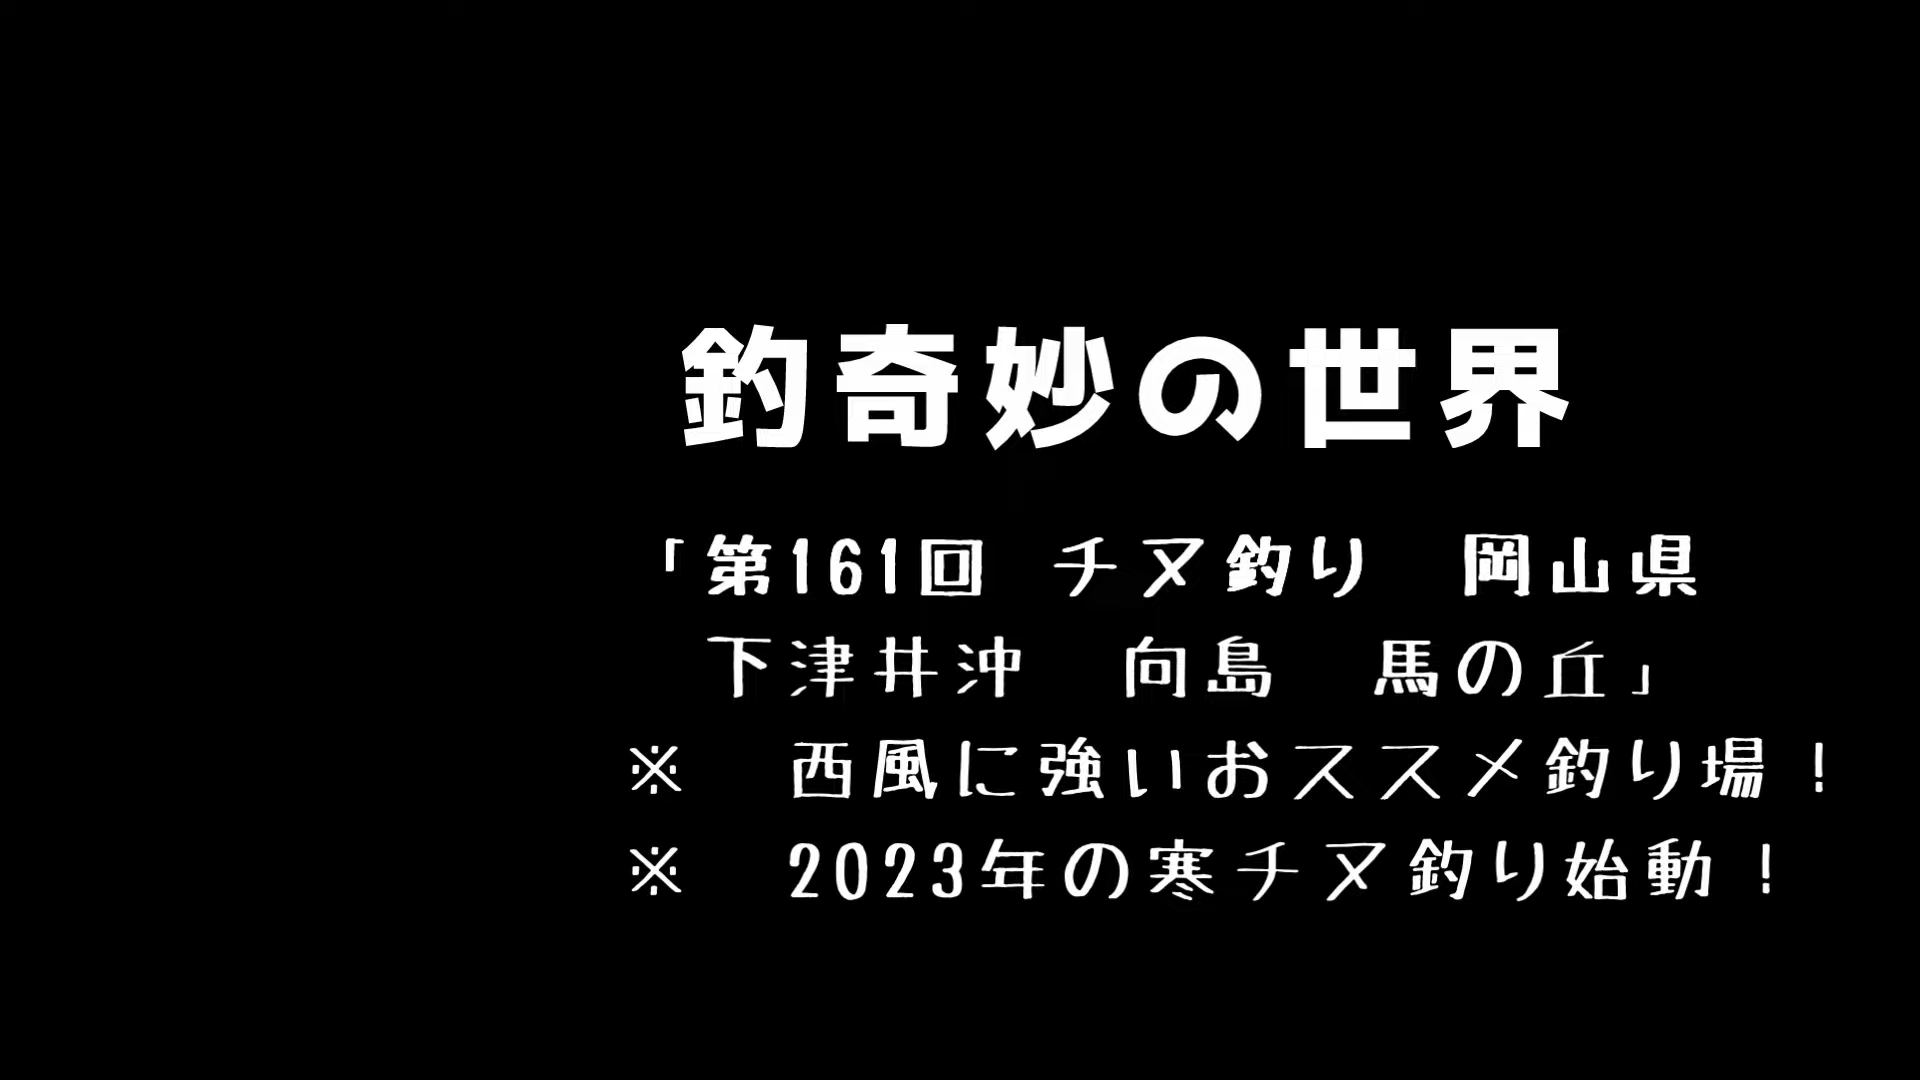 釣奇妙の世界
「第161回 チヌ釣り　岡山県
下津井沖　向島　馬の丘」
※　西風に強いおススメ釣り場！
※　2023年の寒チヌ釣り始動！